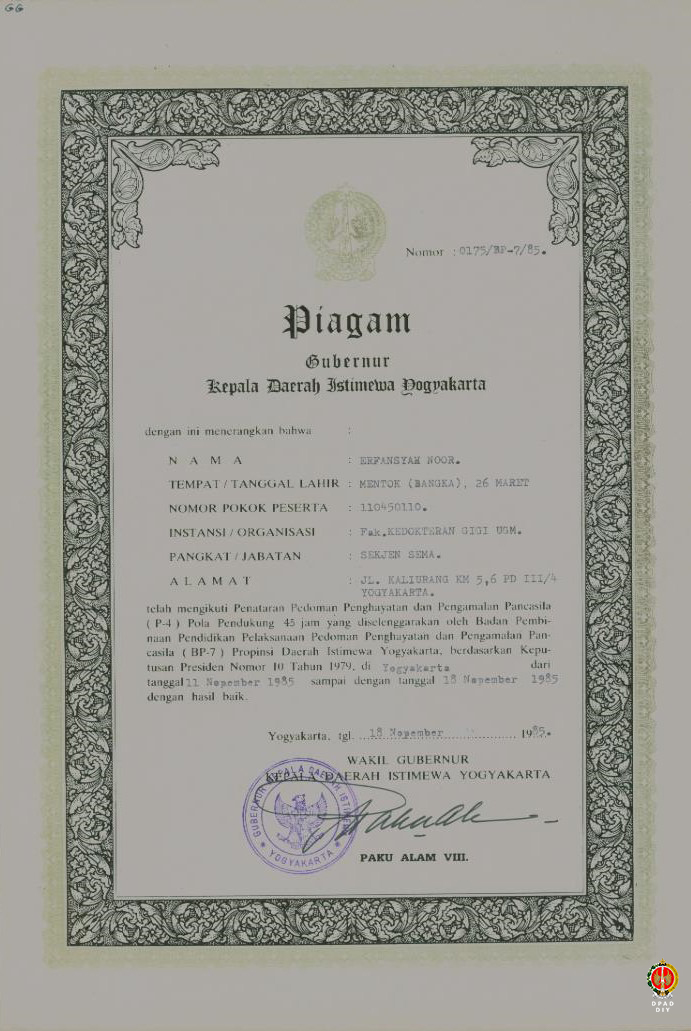 GG
Nomor : 0175/BP-7/85.
Piagam
Gubernur
Kepala Daerah Istimewa Yogyakarta
dengan ini menerangkan bahwa :
N A M A : ERFANSYAH NOOR.
TEMPAT / TANGGAL LAHIR : MENTOK (BANGKA), 26 MARET
NOMOR POKOK PESERTA : 110450110.
INSTANSI / ORGANISASI : Fak.KEDOKTERAN GIGI UGM.
PANGKAT / JABATAN : SEKJEN SEMA.
A L A M A T : JL. KALIURANG KM 5,6 PD III/4
YOGYAKARTA.
telah mengikuti Penataran Pedoman Penghayatan dan Pengamalan Pancasila
( P-4 ) Pola Pendukung 45 jam yang diselenggarakan oleh Badan Pembi-
naan Pendidikan Pelaksanaan Pedoman Penghayatan dan Pengamalan Pan-
casila ( BP-7 ) Propinsi Daerah Istimewa Yogyakarta, berdasarkan Kepu-
tusan Presiden Nomor 10 Tahun 1979, di Yogyakarta dari
tanggal 11 Nopember 1985 sampai dengan tanggal 18 Nopember 1985
dengan hasil baik.
Yogyakarta, tgl. 18 Nopember 1985.
WAKIL GUBERNUR
KEPALA DAERAH ISTIMEWA YOGYAKARTA
GUBERNUR KEPALA DAERAH ISTIMEWA
* YOGYAKARTA *
PAKU ALAM VIII.
DPAD
DIY